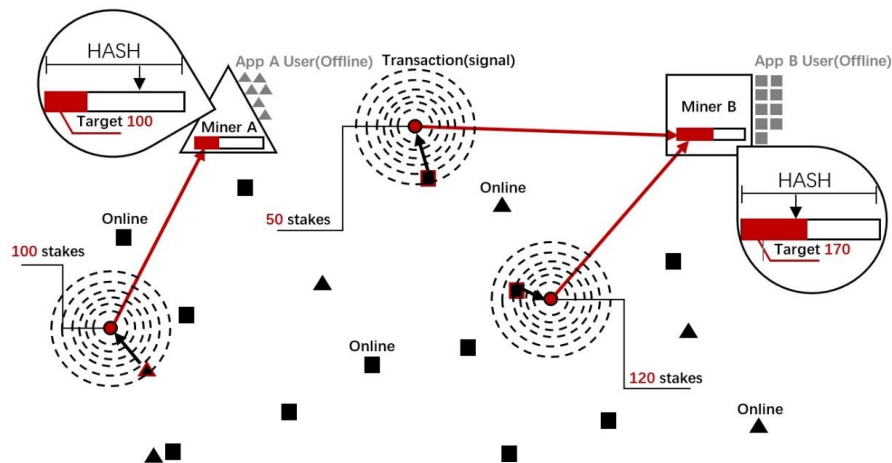 HASH
Target 100
App A User(Offline)
Miner A
Transaction(signal)
App B User(Offline)
Miner B
HASH
Target 170
Online
Online
50 stakes
100 stakes
Online
120 stakes
Online